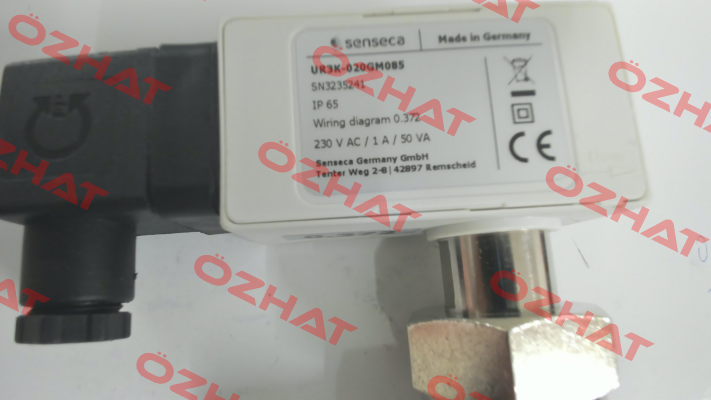 senseca
Made in Germany
UR3K-020GM085
SN3235241
IP 65
Wiring diagram 0.372
230 V AC / 1 A / 50 VA
Senseca Germany GmbH
Tenter Weg 2-8 | 42897 Remscheid
CE
ÖZHAT
ÖZHAT
ÖZHAT
ÖZHAT
ÖZHAT
ÖZHAT
ÖZHAT
ÖZHAT